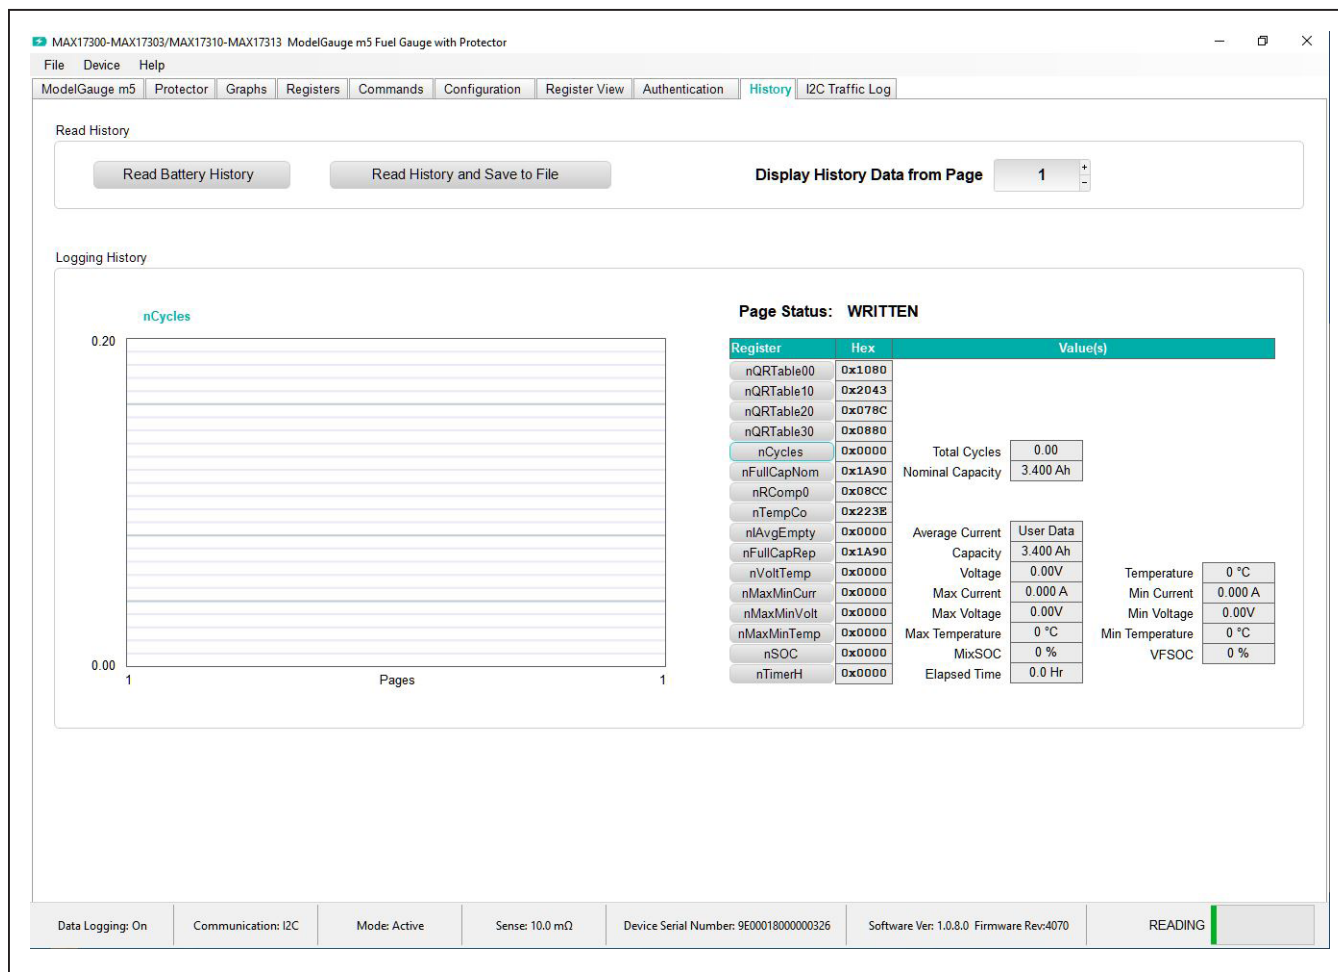 MAX17300-MAX17303/MAX17310-MAX17313 ModelGauge m5 Fuel Gauge with Protector
File Device Help
ModelGauge m5 Protector Graphs Registers Commands Configuration Register View Authentication History I2C Traffic Log
Read History
Read Battery History Read History and Save to File Display History Data from Page 1 + -
Logging History
nCycles
0.20
0.00
1 Pages 1
Page Status: WRITTEN
Register Hex Value(s)
nQRTable00 0x1080
nQRTable10 0x2043
nQRTable20 0x078C
nQRTable30 0x0880
nCycles 0x0000 Total Cycles 0.00
nFullCapNom 0x1A90 Nominal Capacity 3.400 Ah
nRComp0 0x08CC
nTempCo 0x223E
nIAvgEmpty 0x0000 Average Current User Data
nFullCapRep 0x1A90 Capacity 3.400 Ah
nVoltTemp 0x0000 Voltage 0.00V Temperature 0 °C
nMaxMinCurr 0x0000 Max Current 0.000 A Min Current 0.000 A
nMaxMinVolt 0x0000 Max Voltage 0.00V Min Voltage 0.00V
nMaxMinTemp 0x0000 Max Temperature 0 °C Min Temperature 0 °C
nSOC 0x0000 MixSOC 0 % VFSOC 0 %
nTimerH 0x0000 Elapsed Time 0.0 Hr
Data Logging: On Communication: I2C Mode: Active Sense: 10.0 mΩ Device Serial Number: 9E00018000000326 Software Ver: 1.0.8.0 Firmware Rev:4070 READING